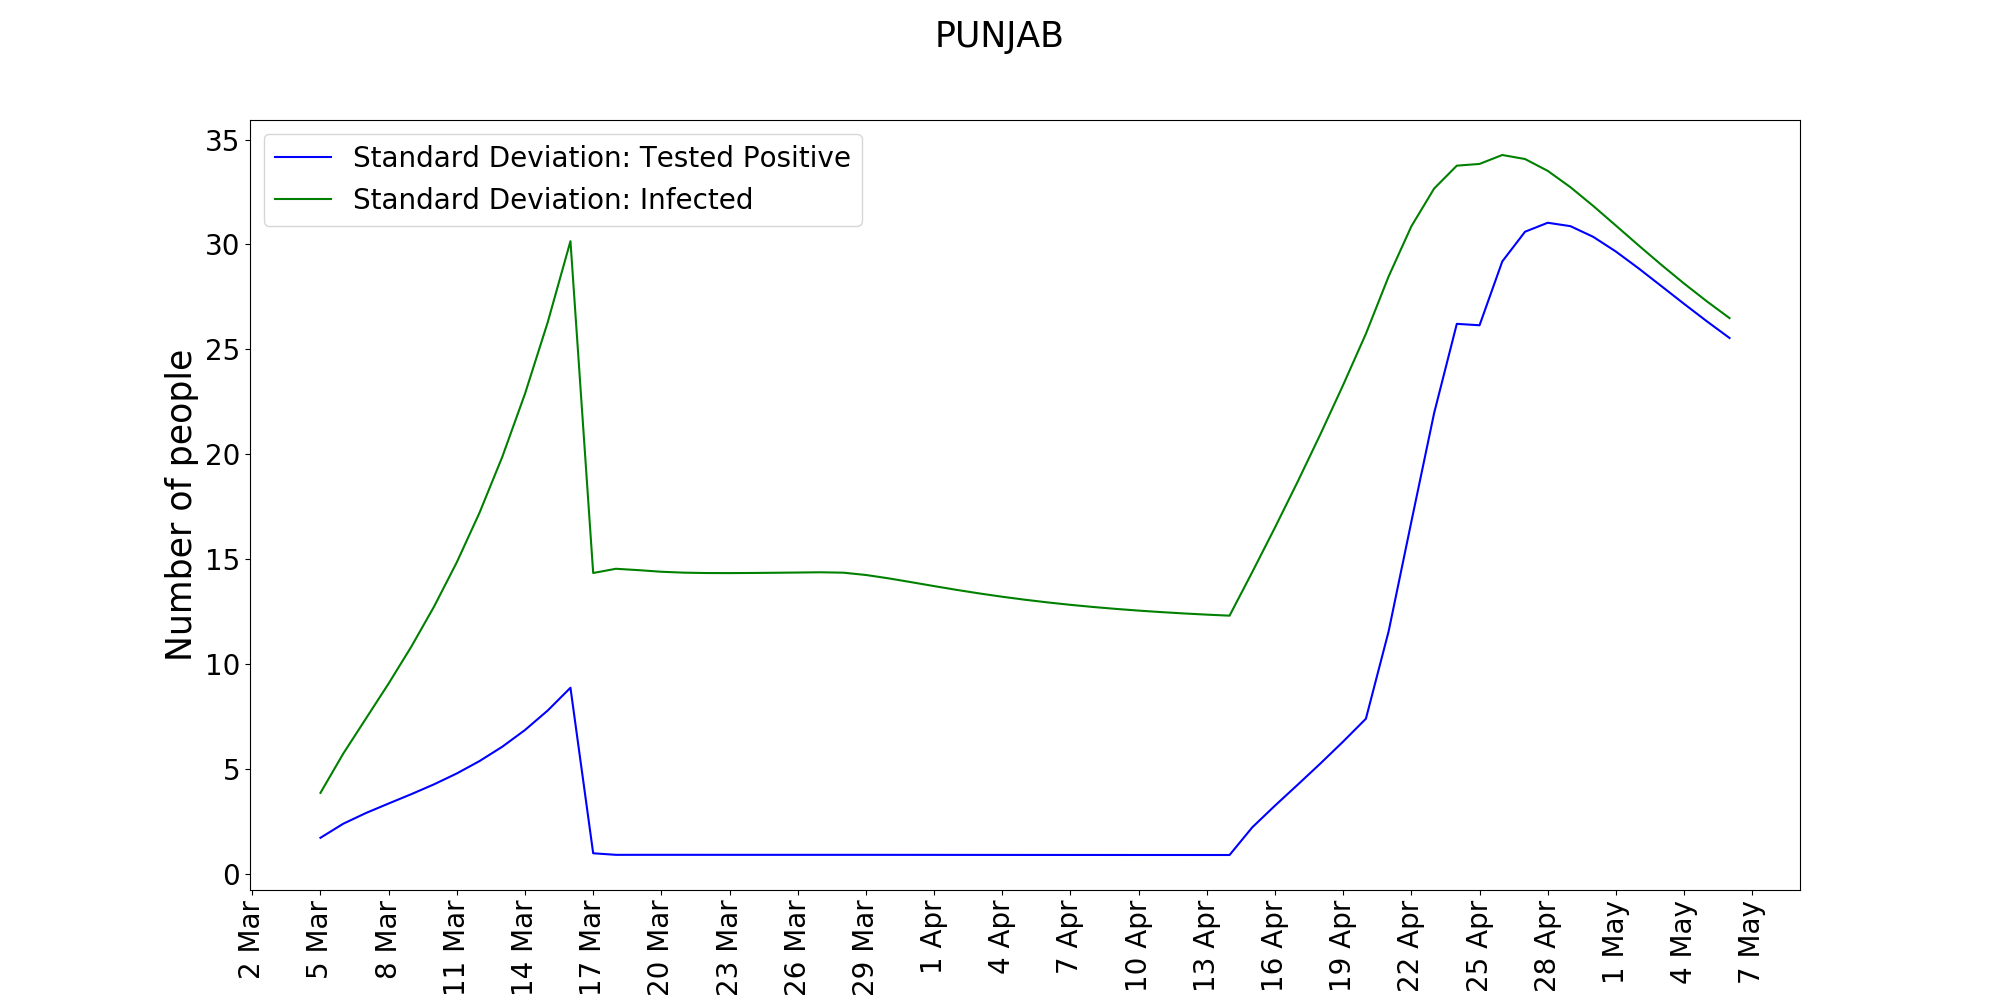 PUNJAB
Standard Deviation: Tested Positive
Standard Deviation: Infected
Number of people
35
30
25
20
15
10
5
0
2 Mar
5 Mar
8 Mar
11 Mar
14 Mar
17 Mar
20 Mar
23 Mar
26 Mar
29 Mar
1 Apr
4 Apr
7 Apr
10 Apr
13 Apr
16 Apr
19 Apr
22 Apr
25 Apr
28 Apr
1 May
4 May
7 May